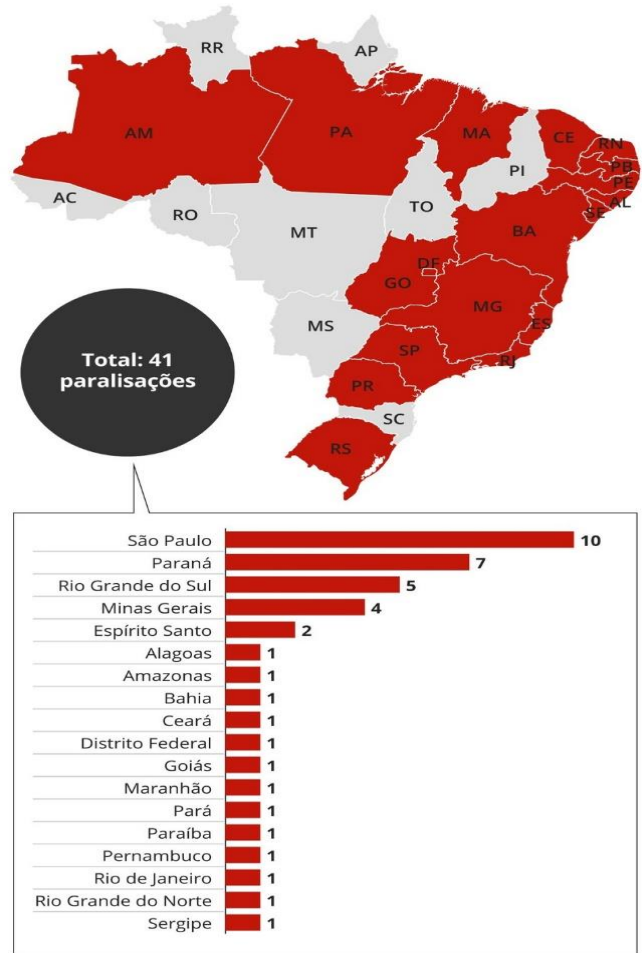 RR
AP
AM
PA
MA
CE
RN
PB
PE
AL
SE
PI
AC
RO
TO
BA
MT
DF
GO
MG
MS
ES
SP
RJ
PR
SC
RS
Total: 41
paralisações
São Paulo 10
Paraná 7
Rio Grande do Sul 5
Minas Gerais 4
Espírito Santo 2
Alagoas 1
Amazonas 1
Bahia 1
Ceará 1
Distrito Federal 1
Goiás 1
Maranhão 1
Pará 1
Paraíba 1
Pernambuco 1
Rio de Janeiro 1
Rio Grande do Norte 1
Sergipe 1